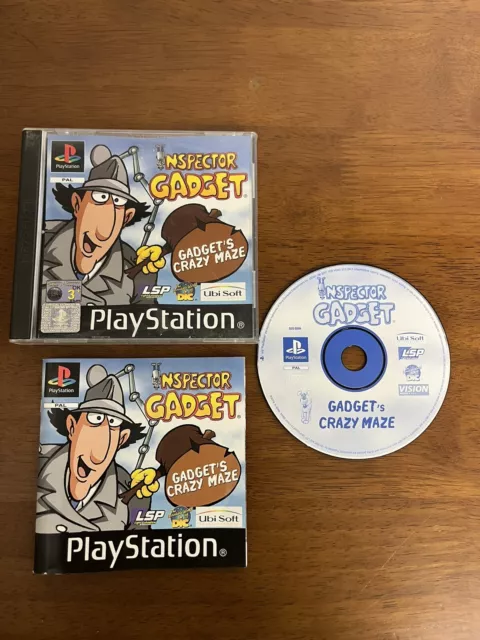 PlayStation
PAL
INSPECTOR
GADGET
GADGET'S
CRAZY MAZE
3+
LSP
DIC
Ubi Soft
PlayStation®
PlayStation
PAL
INSPECTOR
GADGET
GADGET'S
CRAZY MAZE
LSP
DIC
Ubi Soft
PlayStation®
INSPECTOR
GADGET
PlayStation
PAL
Ubi Soft
LSP
VISION
GADGET'S
CRAZY MAZE